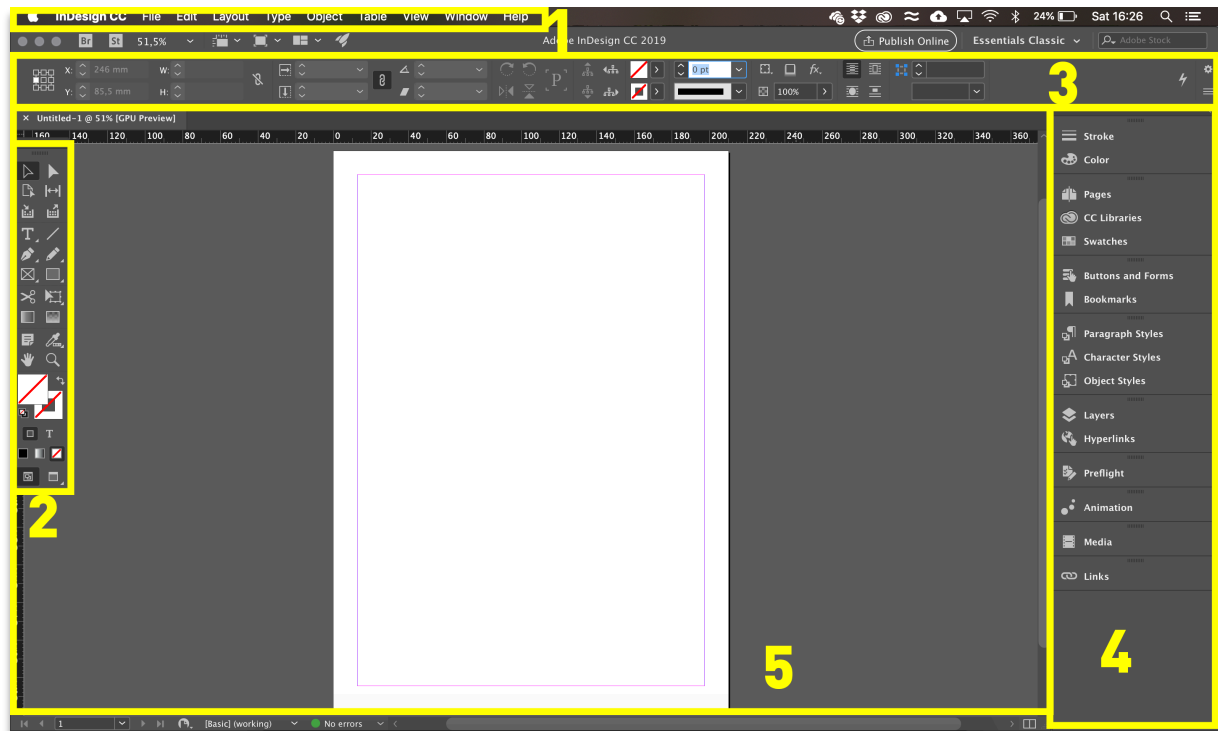 InDesign CC File Edit Layout Type Object Table View Window Help 24% Sat 16:26
1
Br St 51,5% Adobe InDesign CC 2019 Publish Online Essentials Classic Adobe Stock
X: 246 mm W: P 0 pt fx.
Y: 85,5 mm H: 100%
3
× Untitled-1 @ 51% [GPU Preview]
160 140 120 100 80 60 40 20 0 20 40 60 80 100 120 140 160 180 200 220 240 260 280 300 320 340 360
Stroke
Color
Pages
CC Libraries
Swatches
Buttons and Forms
Bookmarks
Paragraph Styles
Character Styles
Object Styles
Layers
Hyperlinks
Preflight
Animation
Media
Links
T
T
2
4
5
1 [Basic] (working) No errors